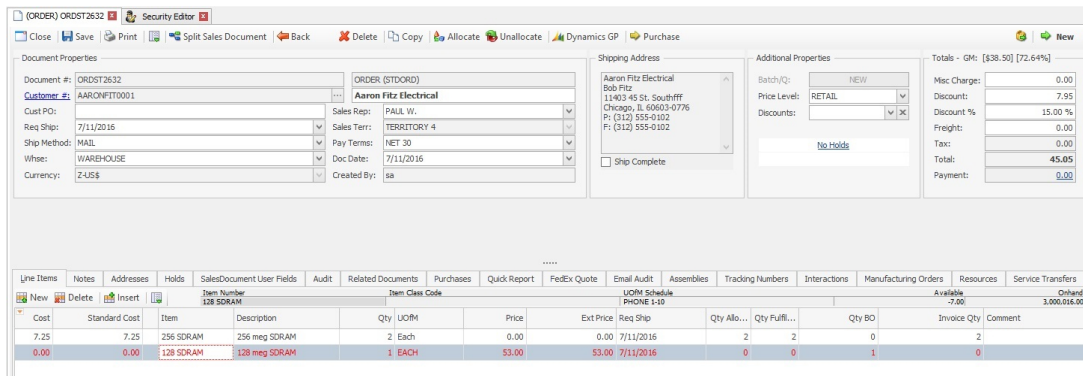 (ORDER) ORDST2632 Security Editor
Close Save Print Split Sales Document Back Delete Copy Allocate Unallocate Dynamics GP Purchase New
Document Properties
Document #: ORDST2632 ORDER (STDORD)
Customer #: AARONFIT0001 ... Aaron Fitz Electrical
Cust PO: Sales Rep: PAUL W.
Req Ship: 7/11/2016 Sales Terr: TERRITORY 4
Ship Method: MAIL Pay Terms: NET 30
Whse: WAREHOUSE Doc Date: 7/11/2016
Currency: Z-US$ Created By: sa
Shipping Address
Aaron Fitz Electrical
Bob Fitz
11403 45 St. Southfff
Chicago, IL 60603-0776
P: (312) 555-0102
F: (312) 555-0102
Ship Complete
Additional Properties
Batch/Q: NEW
Price Level: RETAIL
Discounts:
No Holds
Totals - GM: [$38.50] [72.64%]
Misc Charge: 0.00
Discount: 7.95
Discount % 15.00 %
Freight: 0.00
Tax: 0.00
Total: 45.05
Payment: 0.00
Line Items Notes Addresses Holds SalesDocument User Fields Audit Related Documents Purchases Quick Report FedEx Quote Email Audit Assemblies Tracking Numbers Interactions Manufacturing Orders Resources Service Transfers
New Delete Insert Item Number Item Class Code UOfM Schedule Available Onhand
128 SDRAM PHONE 1-10 -7.00 3,000,016.00
Cost Standard Cost Item Description Qty UOfM Price Ext Price Req Ship Qty Allo... Qty Fulfil... Qty BO Invoice Qty Comment
7.25 7.25 256 SDRAM 256 meg SDRAM 2 Each 0.00 0.00 7/11/2016 2 2 0 2
0.00 0.00 128 SDRAM 128 meg SDRAM 1 EACH 53.00 53.00 7/11/2016 0 0 1 0